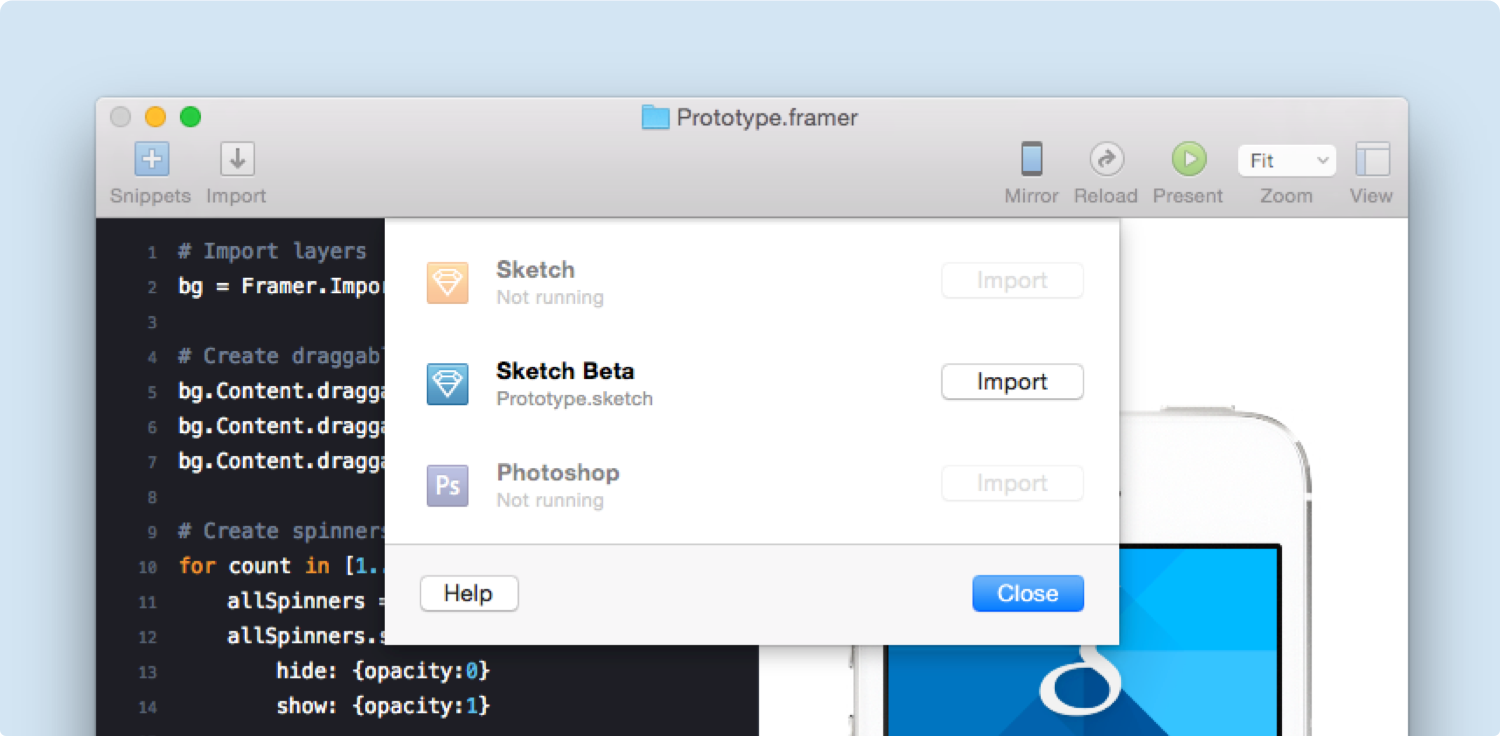 Prototype.framer
Snippets Import Mirror Reload Present Fit Zoom View
1 # Import layers
2 bg = Framer.Impor
3
4 # Create draggab
5 bg.Content.dragga
6 bg.Content.dragga
7 bg.Content.dragga
8
9 # Create spinners
10 for count in [1..
11 allSpinners =
12 allSpinners.s
13 hide: {opacity:0}
14 show: {opacity:1}
Sketch
Not running
Import
Sketch Beta
Prototype.sketch
Import
Ps
Photoshop
Not running
Import
Help Close
8